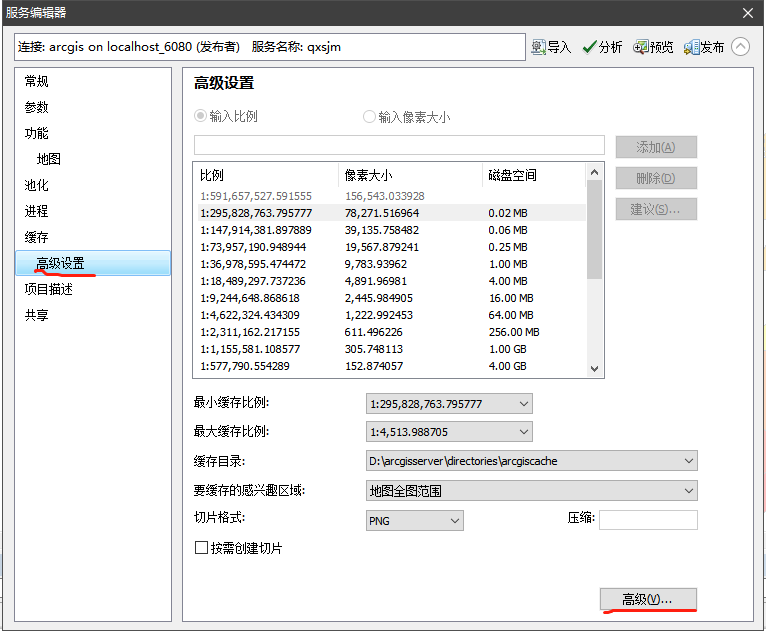 服务编辑器
连接: arcgis on localhost_6080 (发布者) 服务名称: qxsjm
导入 分析 预览 发布
常规
参数
功能
地图
池化
进程
缓存
高级设置
项目描述
共享
高级设置
输入比例 输入像素大小
添加(A)
删除(D)
建议(S)...
比例 像素大小 磁盘空间
1:591,657,527.591555 156,543.033928
1:295,828,763.795777 78,271.516964 0.02 MB
1:147,914,381.897889 39,135.758482 0.06 MB
1:73,957,190.948944 19,567.879241 0.25 MB
1:36,978,595.474472 9,783.93962 1.00 MB
1:18,489,297.737236 4,891.96981 4.00 MB
1:9,244,648.868618 2,445.984905 16.00 MB
1:4,622,324.434309 1,222.992453 64.00 MB
1:2,311,162.217155 611.496226 256.00 MB
1:1,155,581.108577 305.748113 1.00 GB
1:577,790.554289 152.874057 4.00 GB
最小缓存比例: 1:295,828,763.795777
最大缓存比例: 1:4,513.988705
缓存目录: D:\arcgisserver\directories\arcgiscache
要缓存的感兴趣区域: 地图全图范围
切片格式: PNG 压缩:
按需创建切片
高级(V)...